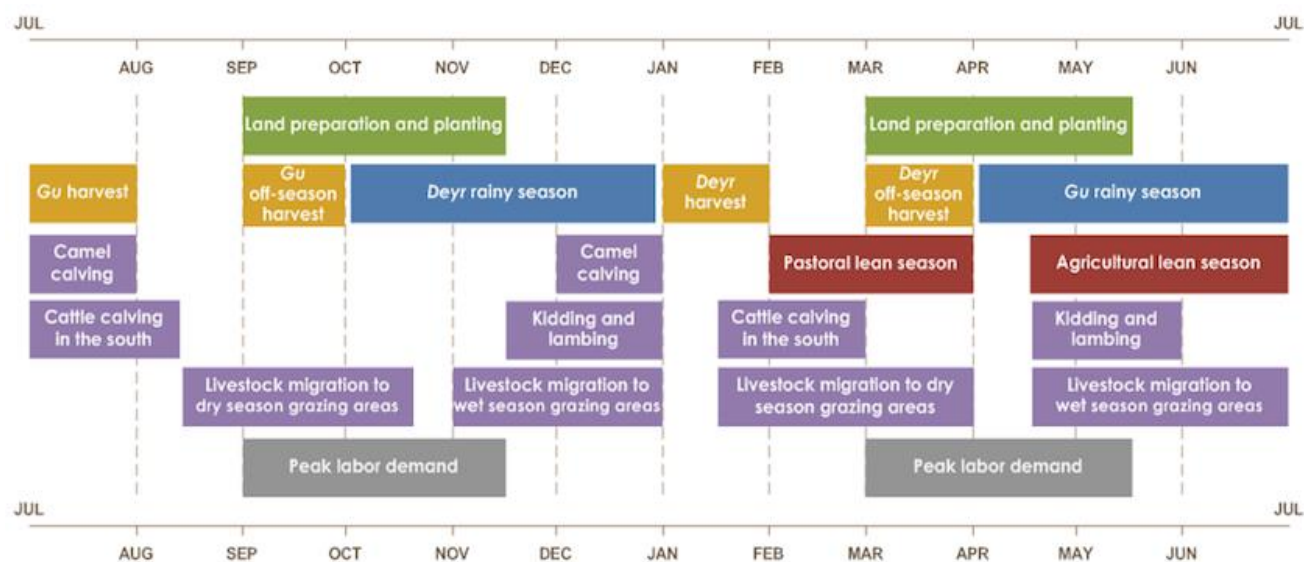 JUL JUL
AUG SEP OCT NOV DEC JAN FEB MAR APR MAY JUN
Land preparation and planting
Land preparation and planting
Gu harvest
Gu
off-season
harvest
Deyr rainy season
Deyr
harvest
Deyr
off-season
harvest
Gu rainy season
Camel
calving
Camel
calving
Pastoral lean season
Agricultural lean season
Cattle calving
in the south
Kidding and
lambing
Cattle calving
in the south
Kidding and
lambing
Livestock migration to
dry season grazing areas
Livestock migration to
wet season grazing areas
Livestock migration to dry
season grazing areas
Livestock migration to
wet season grazing areas
Peak labor demand
Peak labor demand
JUL JUL
AUG SEP OCT NOV DEC JAN FEB MAR APR MAY JUN